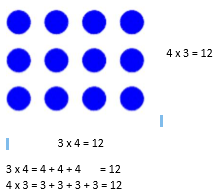 4 x 3 = 12
3 x 4 = 12
3 x 4 = 4 + 4 + 4 = 12
4 x 3 = 3 + 3 + 3 + 3 = 12